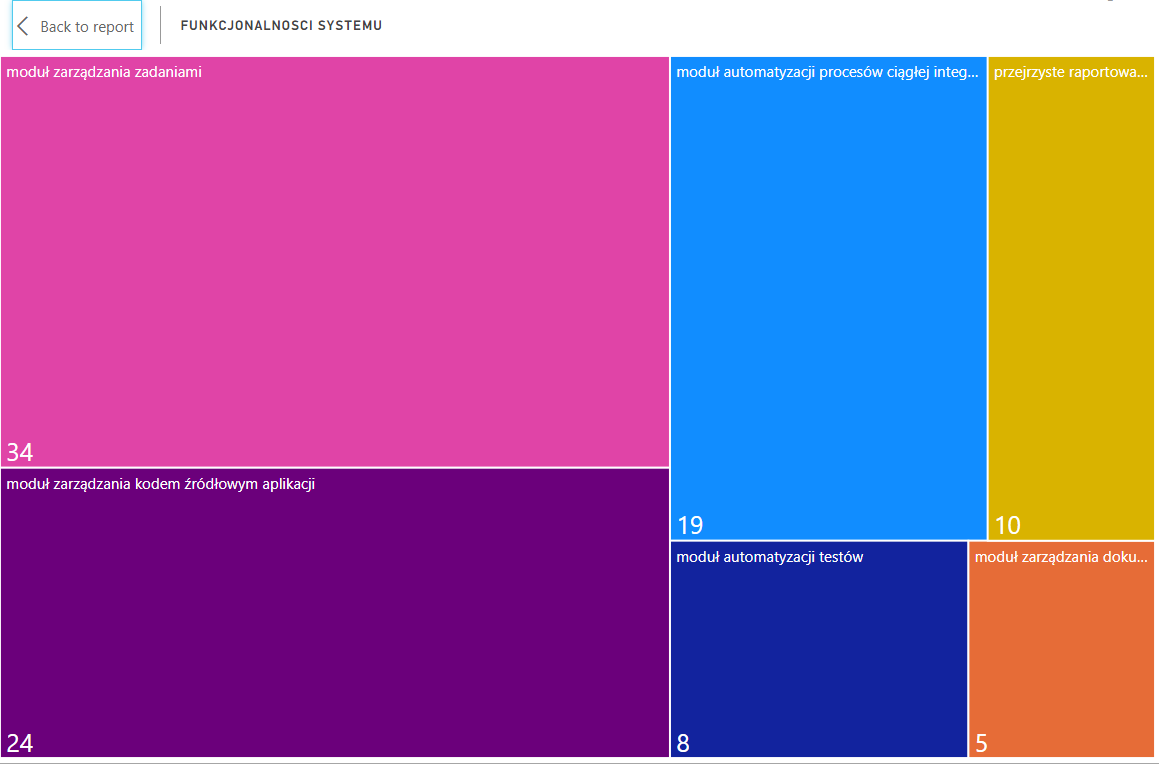 Back to report
FUNKCJONALNOSCI SYSTEMU
moduł zarządzania zadaniami
34
moduł zarządzania kodem źródłowym aplikacji
24
moduł automatyzacji procesów ciągłej integ...
19
przejrzyste raportowa...
10
moduł automatyzacji testów
8
moduł zarządzania doku...
5